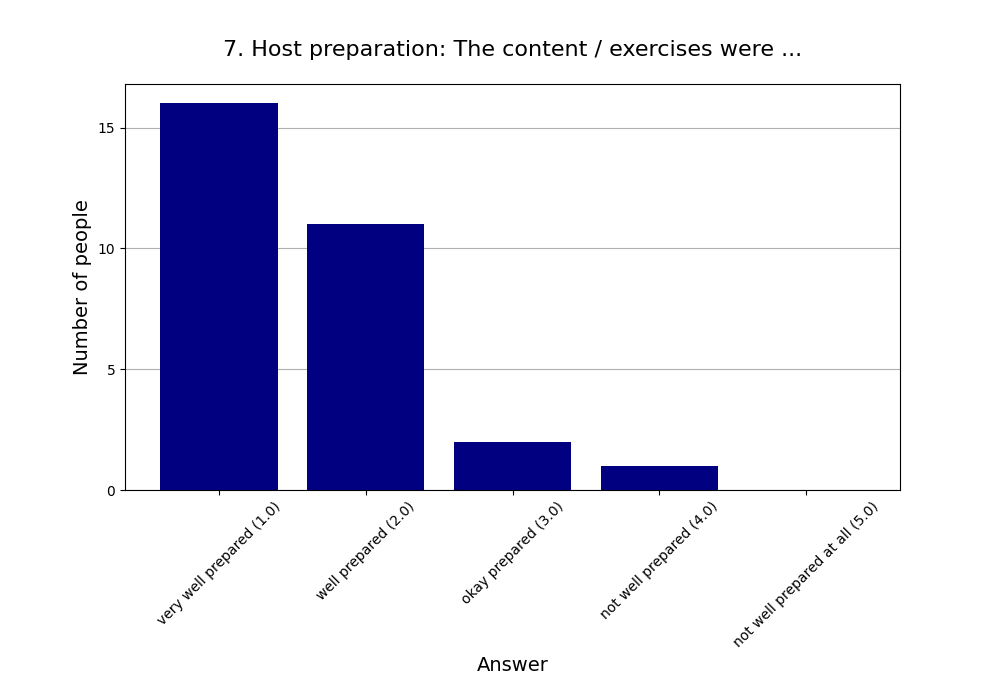 7. Host preparation: The content / exercises were ...
Number of people
15
10
5
0
very well prepared (1.0)
well prepared (2.0)
okay prepared (3.0)
not well prepared (4.0)
not well prepared at all (5.0)
Answer